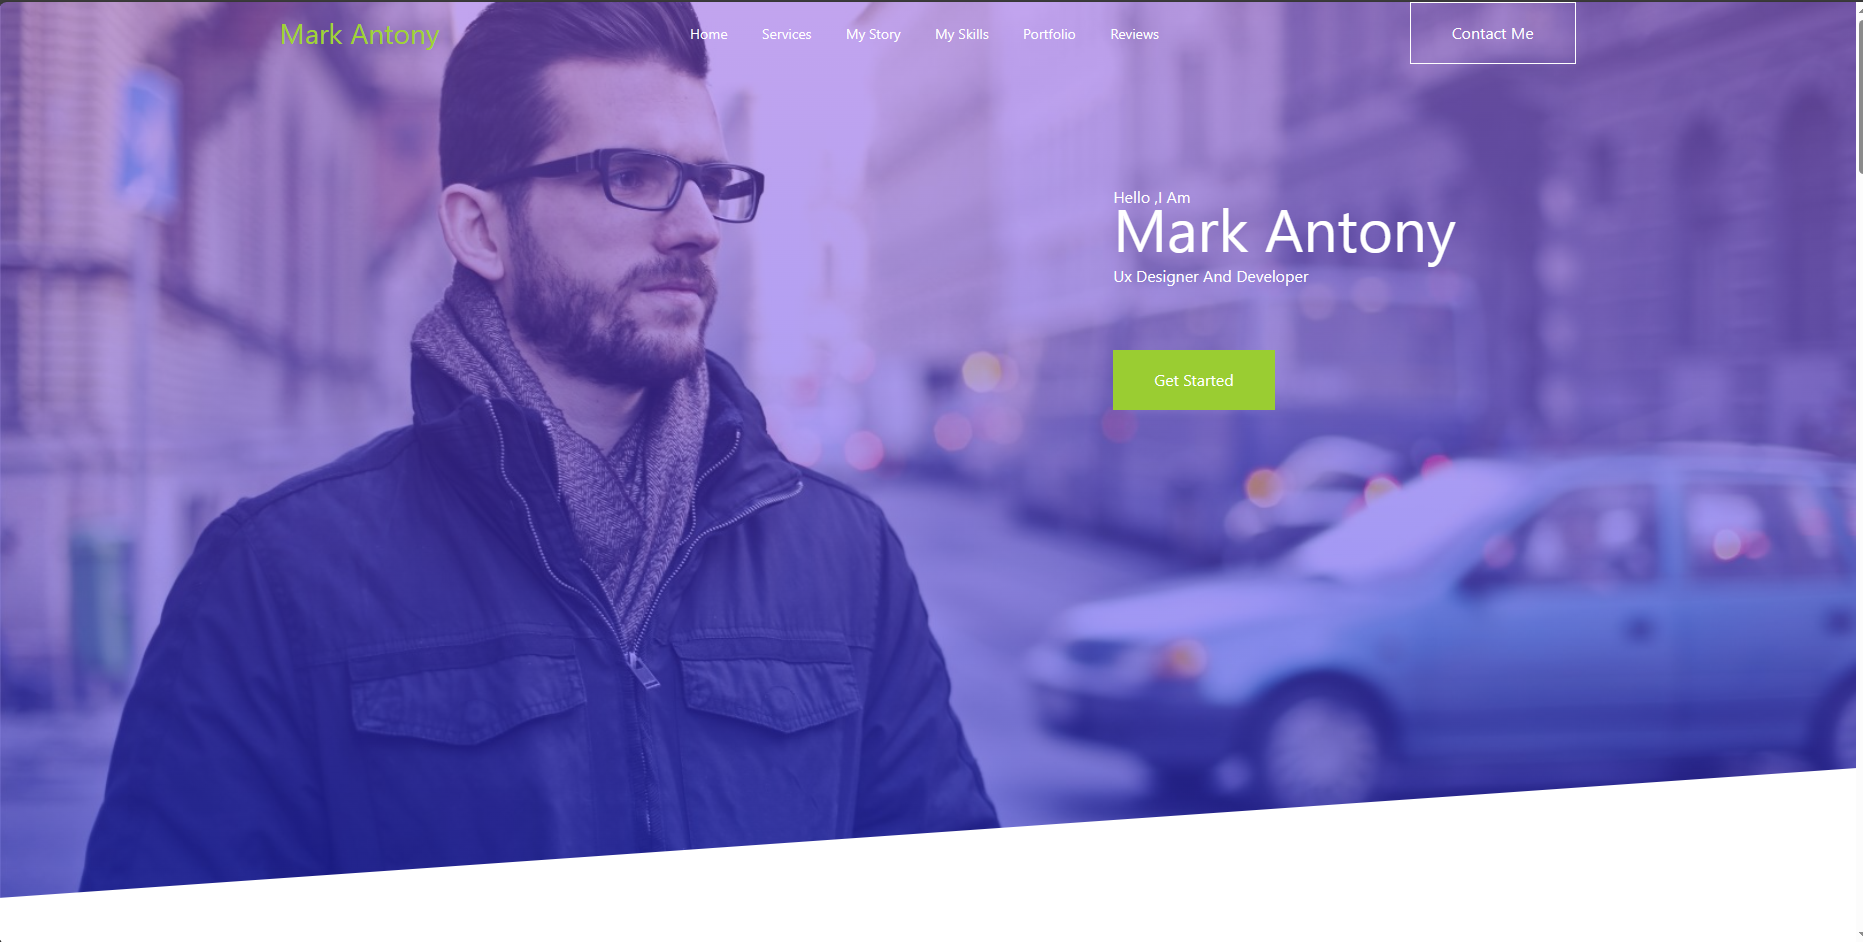 Mark Antony
Home Services My Story My Skills Portfolio Reviews
Contact Me
Hello ,I Am
Mark Antony
Ux Designer And Developer
Get Started